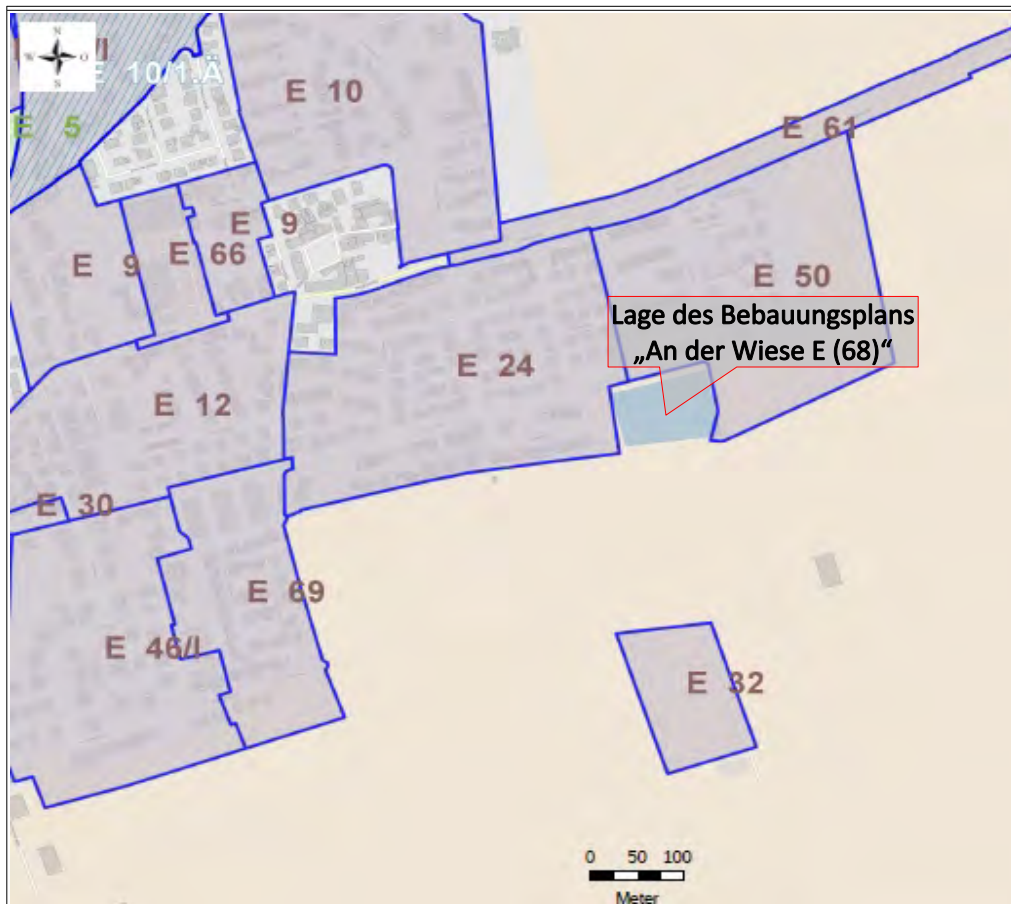 N
W O
S
E 10/1.Ä
E 5
E 10
E 61
E 9
E 66
E 9
E 50
Lage des Bebauungsplans
„An der Wiese E (68)“
E 24
E 12
E 30
E 69
E 46/I
E 32
0 50 100
Meter